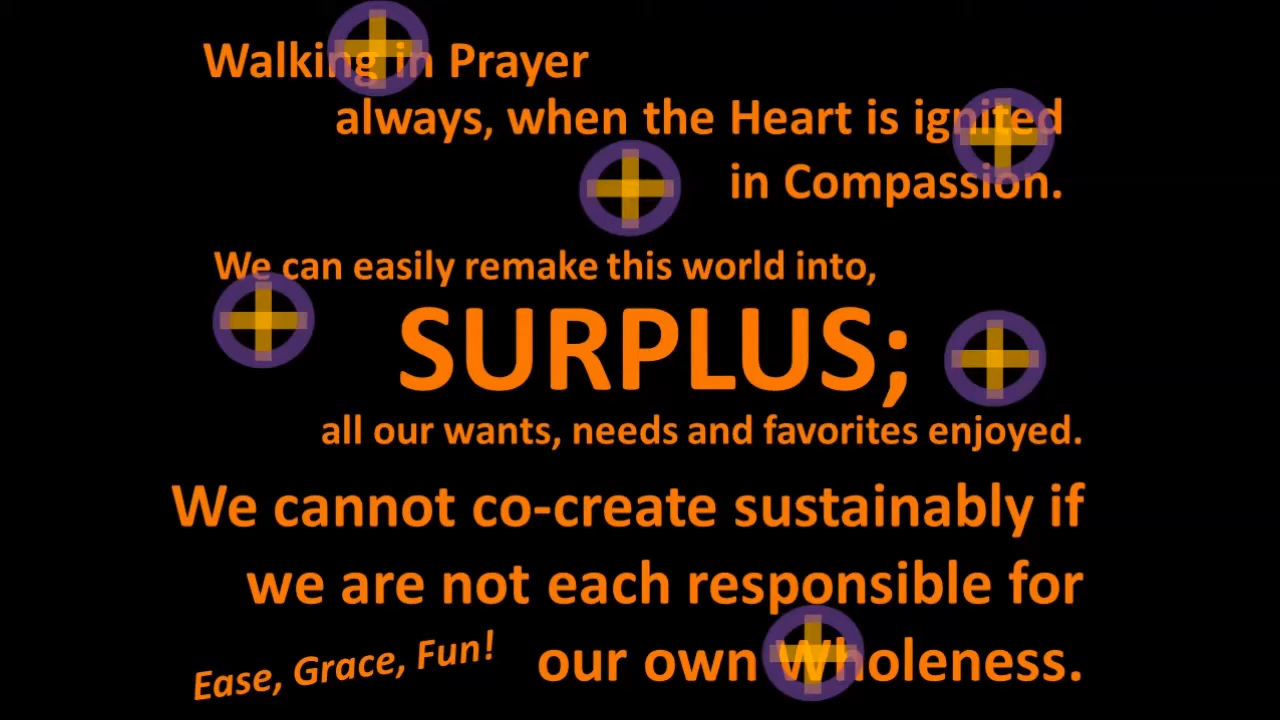 Walking in Prayer
always, when the Heart is ignited
in Compassion.
We can easily remake this world into,
SURPLUS;
all our wants, needs and favorites enjoyed.
We cannot co-create sustainably if
we are not each responsible for
our own Wholeness.
Ease, Grace, Fun!